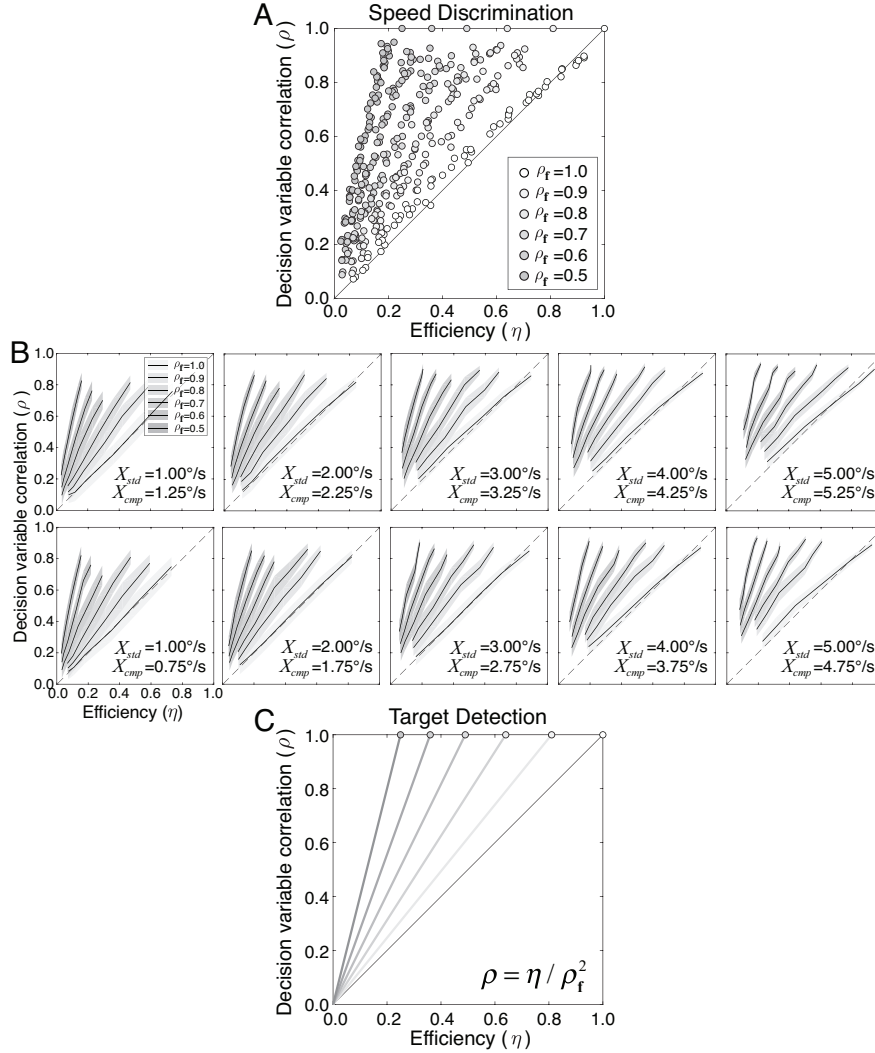 A
Speed Discrimination
Decision variable correlation (ρ)
1.0
0.8
0.6
0.4
0.2
0.0
0.0 0.2 0.4 0.6 0.8 1.0
Efficiency (η)
ρf =1.0
ρf =0.9
ρf =0.8
ρf =0.7
ρf =0.6
ρf =0.5
B
Decision variable correlation (ρ)
1.0
0.8
0.6
0.4
0.2
0.0
ρf=1.0
ρf=0.9
ρf=0.8
ρf=0.7
ρf=0.6
ρf=0.5
Xstd =1.00°/s
Xcmp =1.25°/s
Xstd =2.00°/s
Xcmp =2.25°/s
Xstd =3.00°/s
Xcmp =3.25°/s
Xstd =4.00°/s
Xcmp =4.25°/s
Xstd =5.00°/s
Xcmp =5.25°/s
Decision variable correlation (ρ)
1.0
0.8
0.6
0.4
0.2
0.0
0.0 0.2 0.4 0.6 0.8 1.0
Efficiency (η)
Xstd =1.00°/s
Xcmp =0.75°/s
Xstd =2.00°/s
Xcmp =1.75°/s
Xstd =3.00°/s
Xcmp =2.75°/s
Xstd =4.00°/s
Xcmp =3.75°/s
Xstd =5.00°/s
Xcmp =4.75°/s
C
Target Detection
Decision variable correlation (ρ)
1.0
0.8
0.6
0.4
0.2
0.0
0.0 0.2 0.4 0.6 0.8 1.0
Efficiency (η)
ρ = η / ρf²